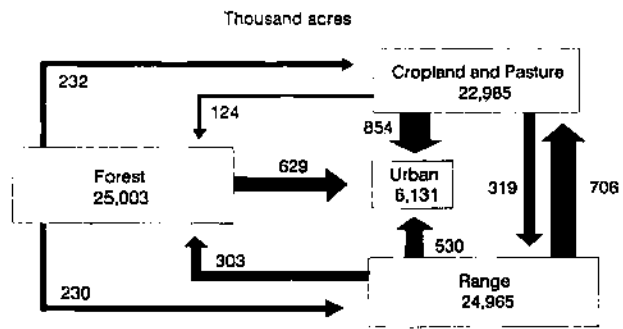 Thousand acres
232
Cropland and Pasture
22,985
124
854
Forest
25,003
629
Urban
6,131
319
706
303
530
230
Range
24,965